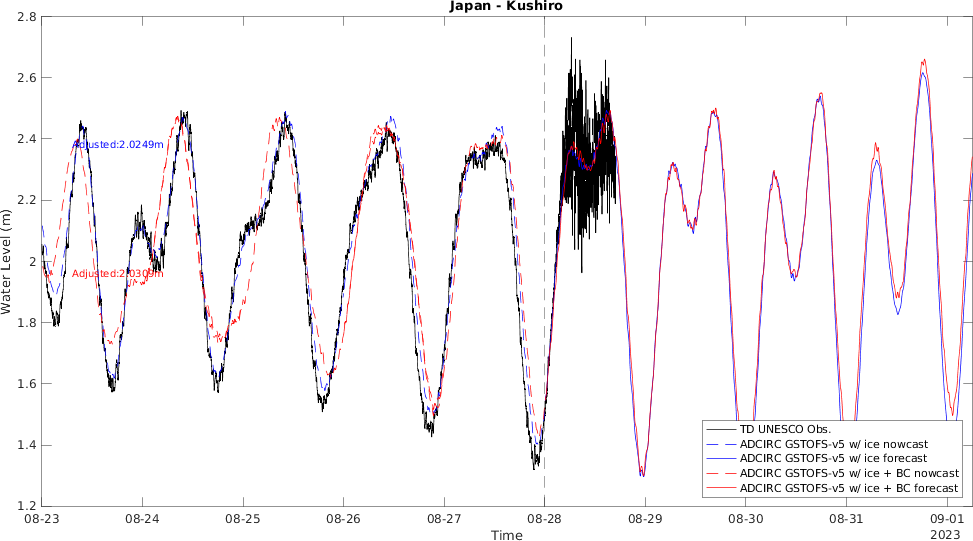 Japan - Kushiro
2.8
2.6
2.4
2.2
2
1.8
1.6
1.4
1.2
Water Level (m)
Adjusted:2.0249m
Adjusted:2.0309m
TD UNESCO Obs.
ADCIRC GSTOFS-v5 w/ ice nowcast
ADCIRC GSTOFS-v5 w/ ice forecast
ADCIRC GSTOFS-v5 w/ ice + BC nowcast
ADCIRC GSTOFS-v5 w/ ice + BC forecast
08-23 08-24 08-25 08-26 08-27 08-28 08-29 08-30 08-31 09-01
2023
Time